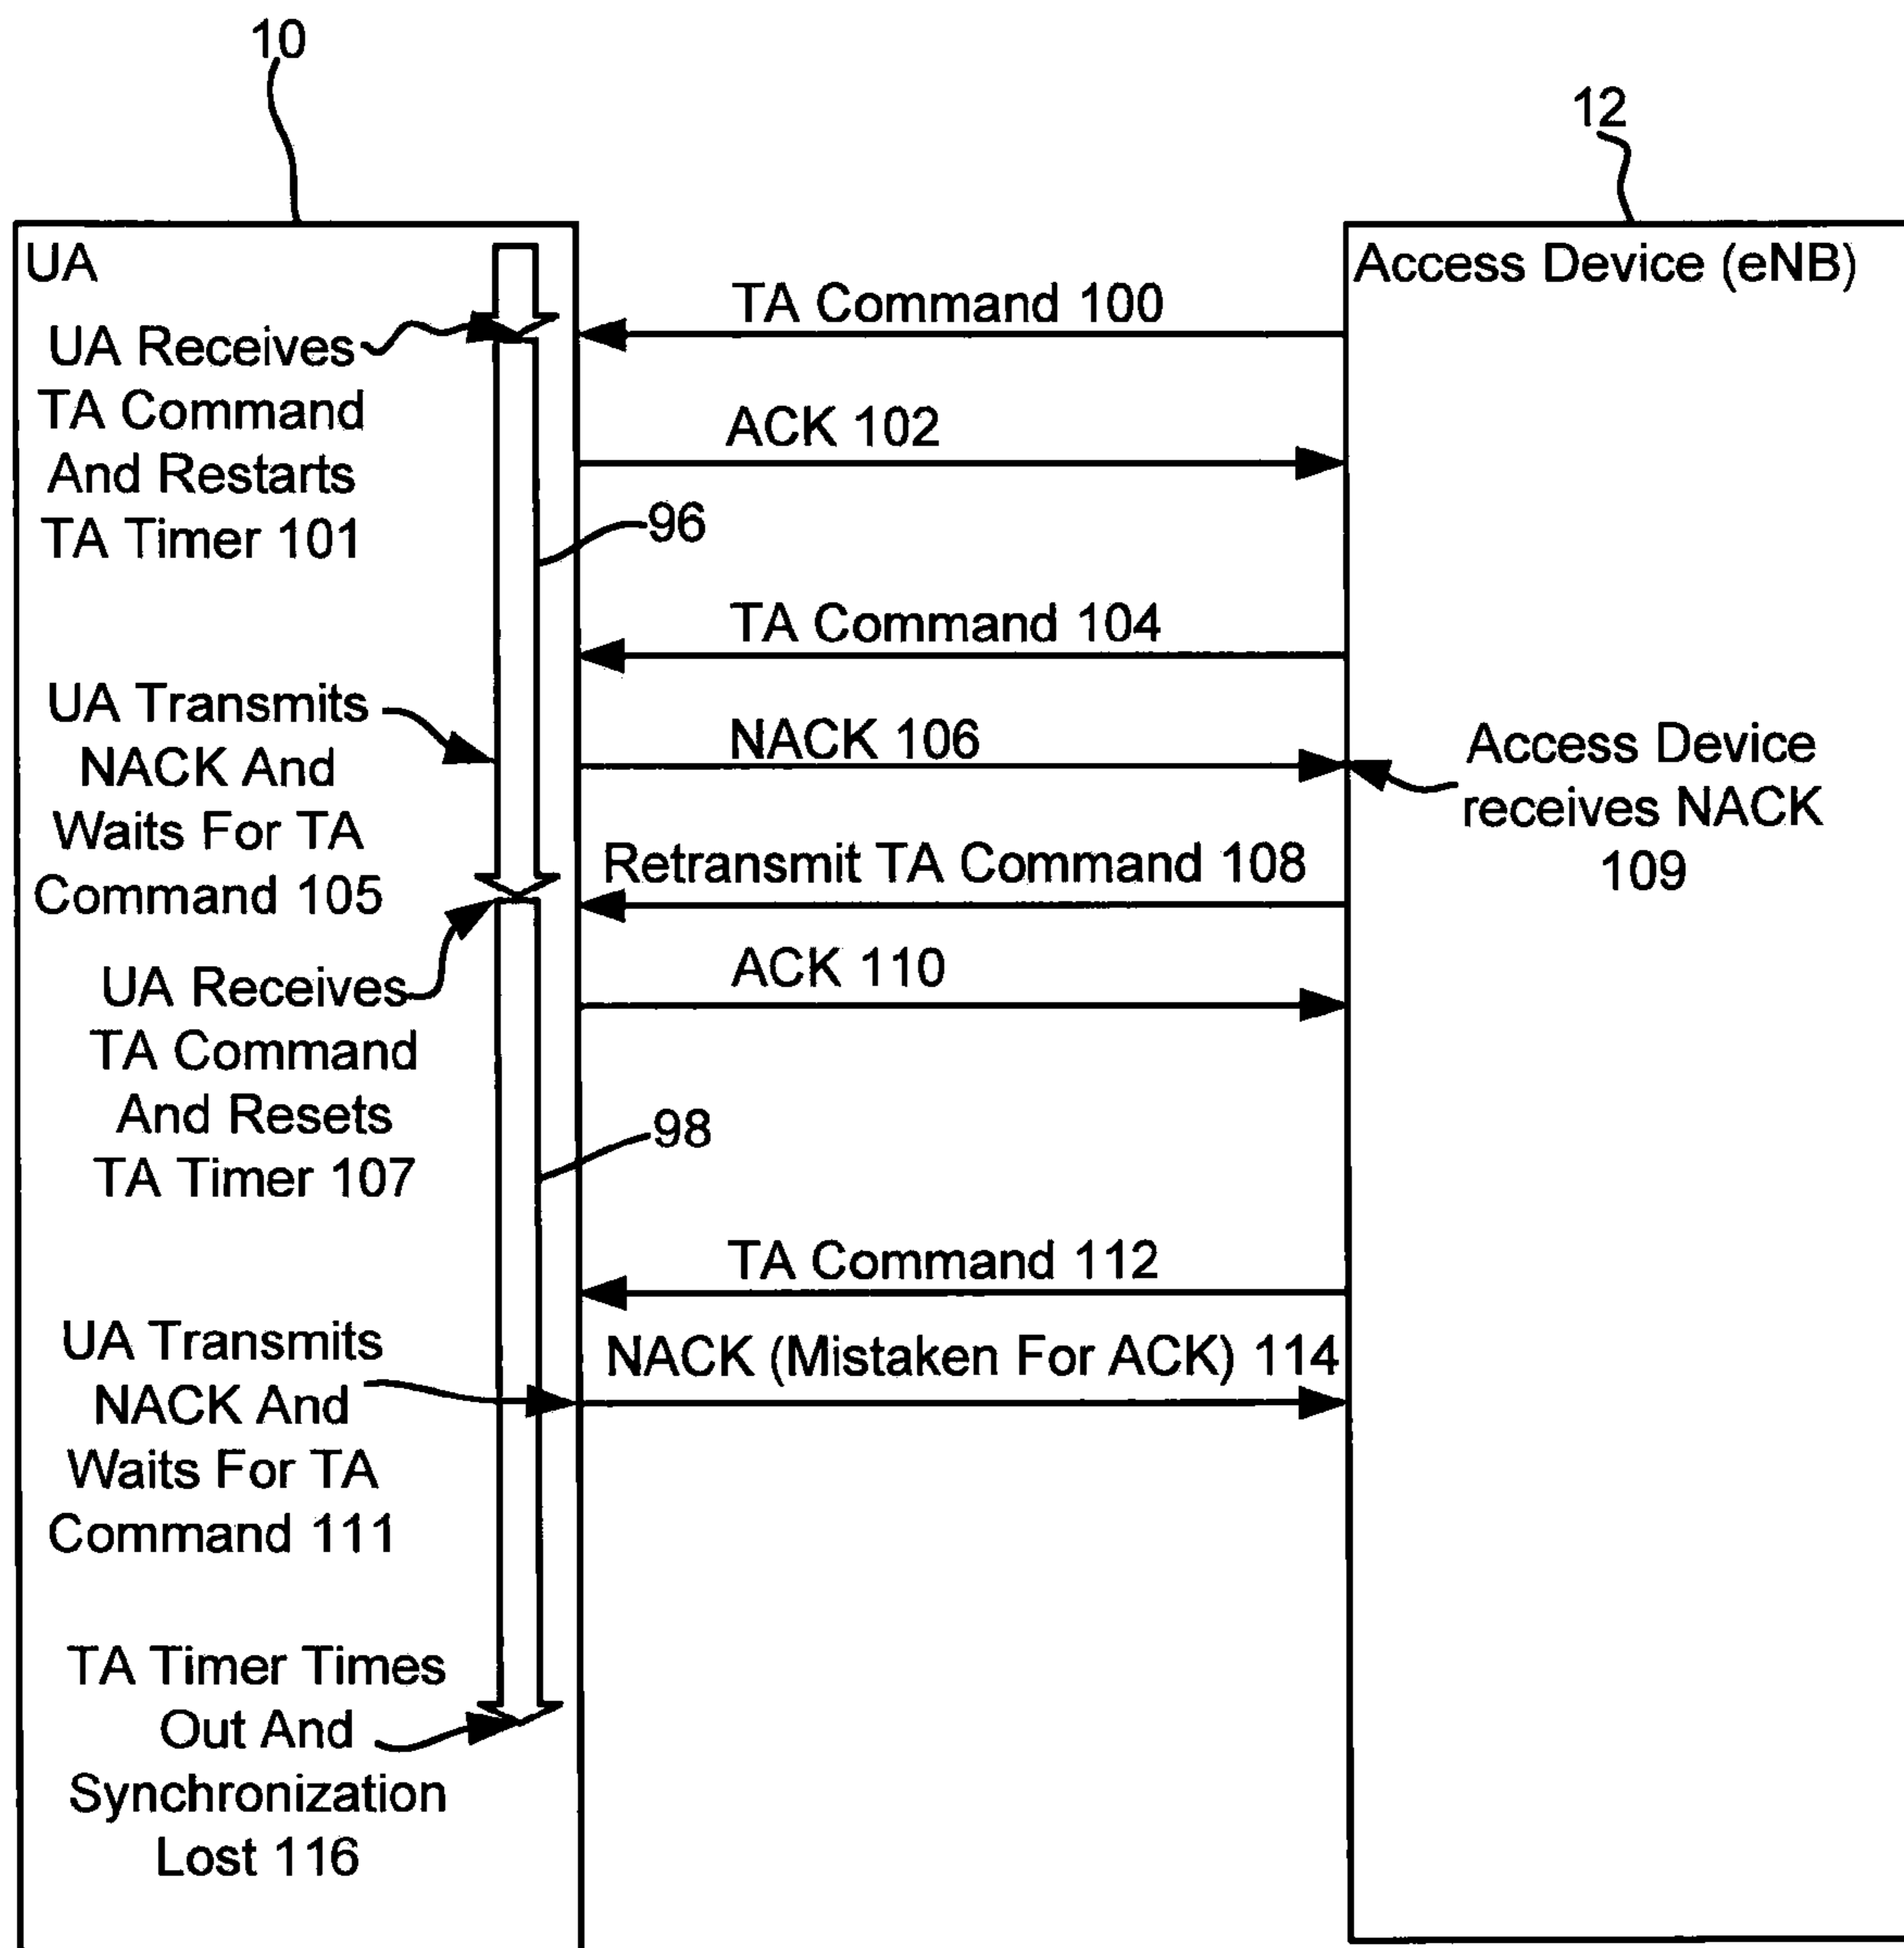 10
12
UA
Access Device (eNB)
TA Command 100
UA Receives
TA Command
And Restarts
TA Timer 101
ACK 102
96
TA Command 104
UA Transmits
NACK And
Waits For TA
Command 105
NACK 106
Access Device
receives NACK
109
Retransmit TA Command 108
UA Receives
TA Command
And Resets
TA Timer 107
ACK 110
98
TA Command 112
UA Transmits
NACK And
Waits For TA
Command 111
NACK (Mistaken For ACK) 114
TA Timer Times
Out And
Synchronization
Lost 116